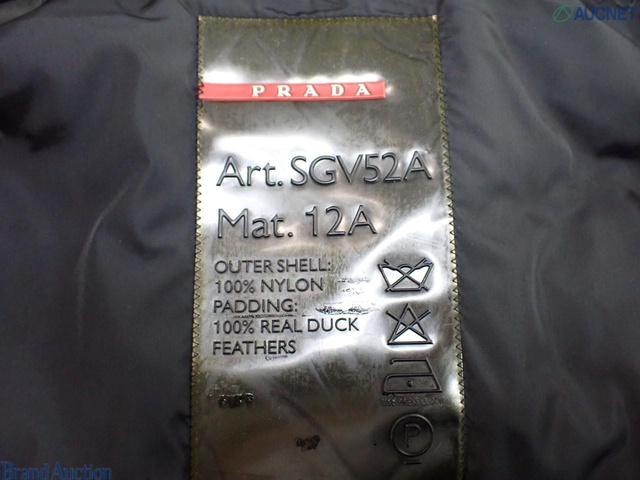 AUCNET
PRADA
Art. SGV52A
Mat. 12A
OUTER SHELL:
100% NYLON
PADDING:
100% REAL DUCK
FEATHERS
P
Brand Auction